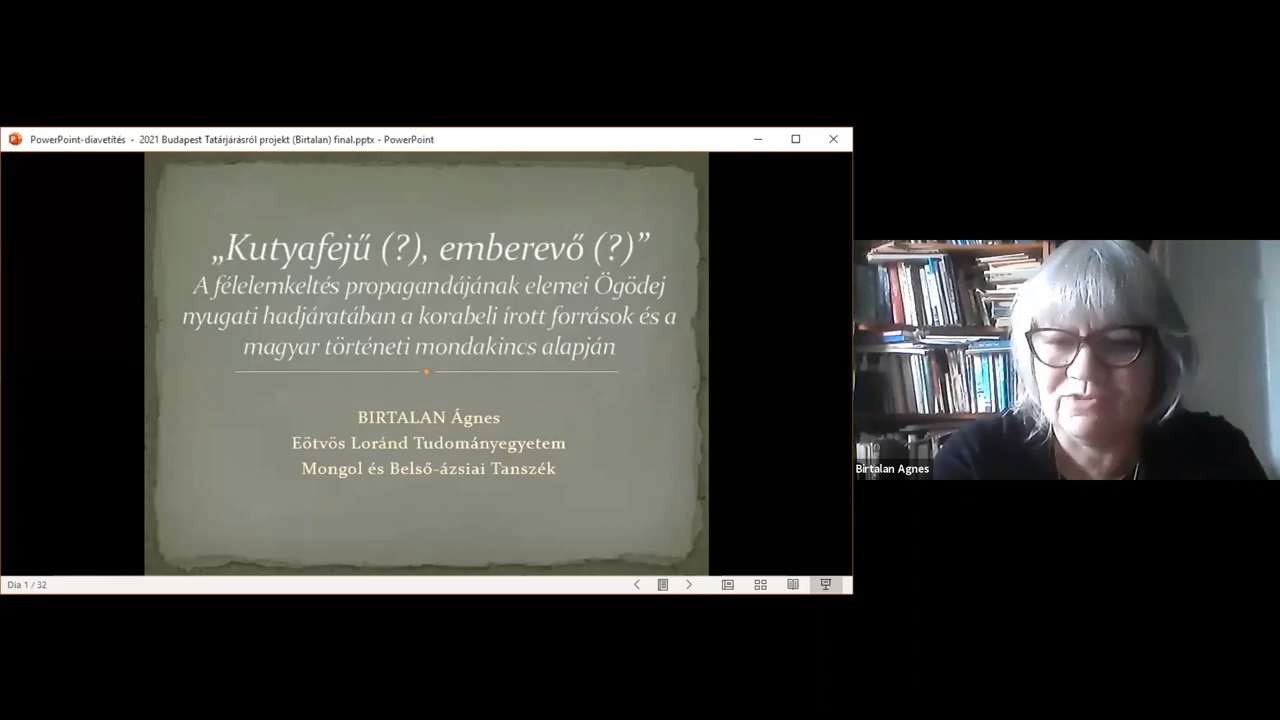 PowerPoint-diavetítés - 2021 Budapest Tatárjárásról projekt (Birtalan) final.pptx - PowerPoint
„Kutyafejű (?), emberevő (?)”
A félelemkeltés propagandájának elemei Ögödej
nyugati hadjáratában a korabeli írott források és a
magyar történeti mondakincs alapján
BIRTALAN Ágnes
Eötvös Loránd Tudományegyetem
Mongol és Belső-ázsiai Tanszék
Birtalan Agnes
Dia 1 / 32